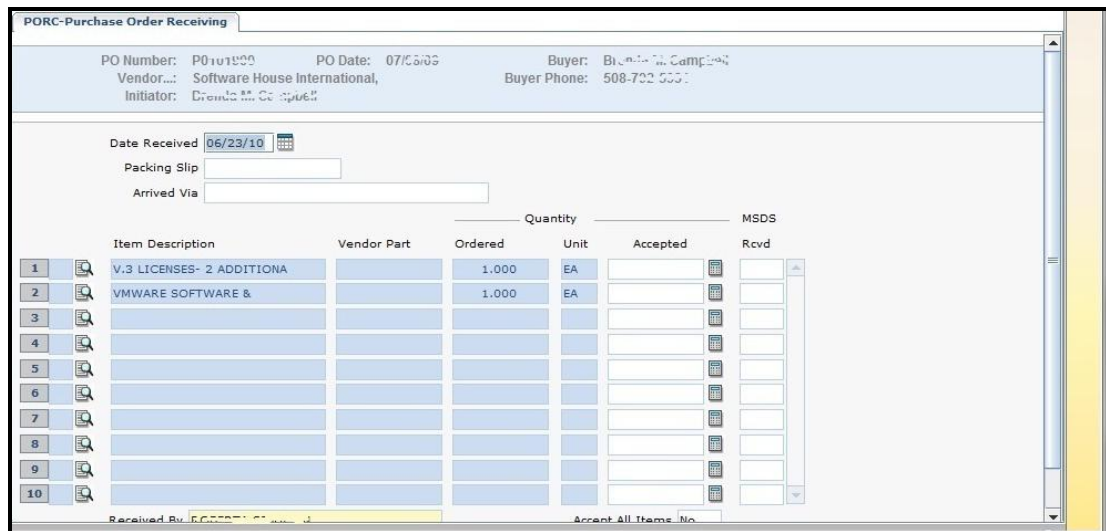 PORC-Purchase Order Receiving
PO Number: PO Date: Buyer:
Vendor...: Software House International, Buyer Phone:
Initiator:
Date Received 06/23/10
Packing Slip
Arrived Via
Quantity MSDS
Item Description Vendor Part Ordered Unit Accepted Rcvd
1 V.3 LICENSES- 2 ADDITIONA 1.000 EA
2 VMWARE SOFTWARE & 1.000 EA
3
4
5
6
7
8
9
10
Received By Accept All Items No